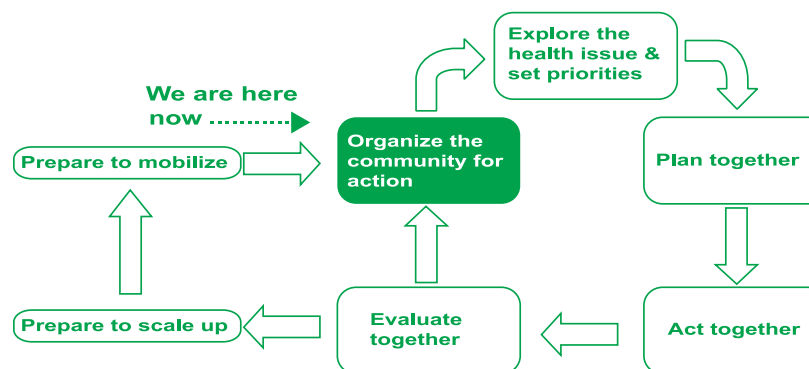 Explore the
health issue &
set priorities
We are here
now
Organize the
community for
action
Prepare to mobilize
Plan together
Prepare to scale up
Evaluate
together
Act together